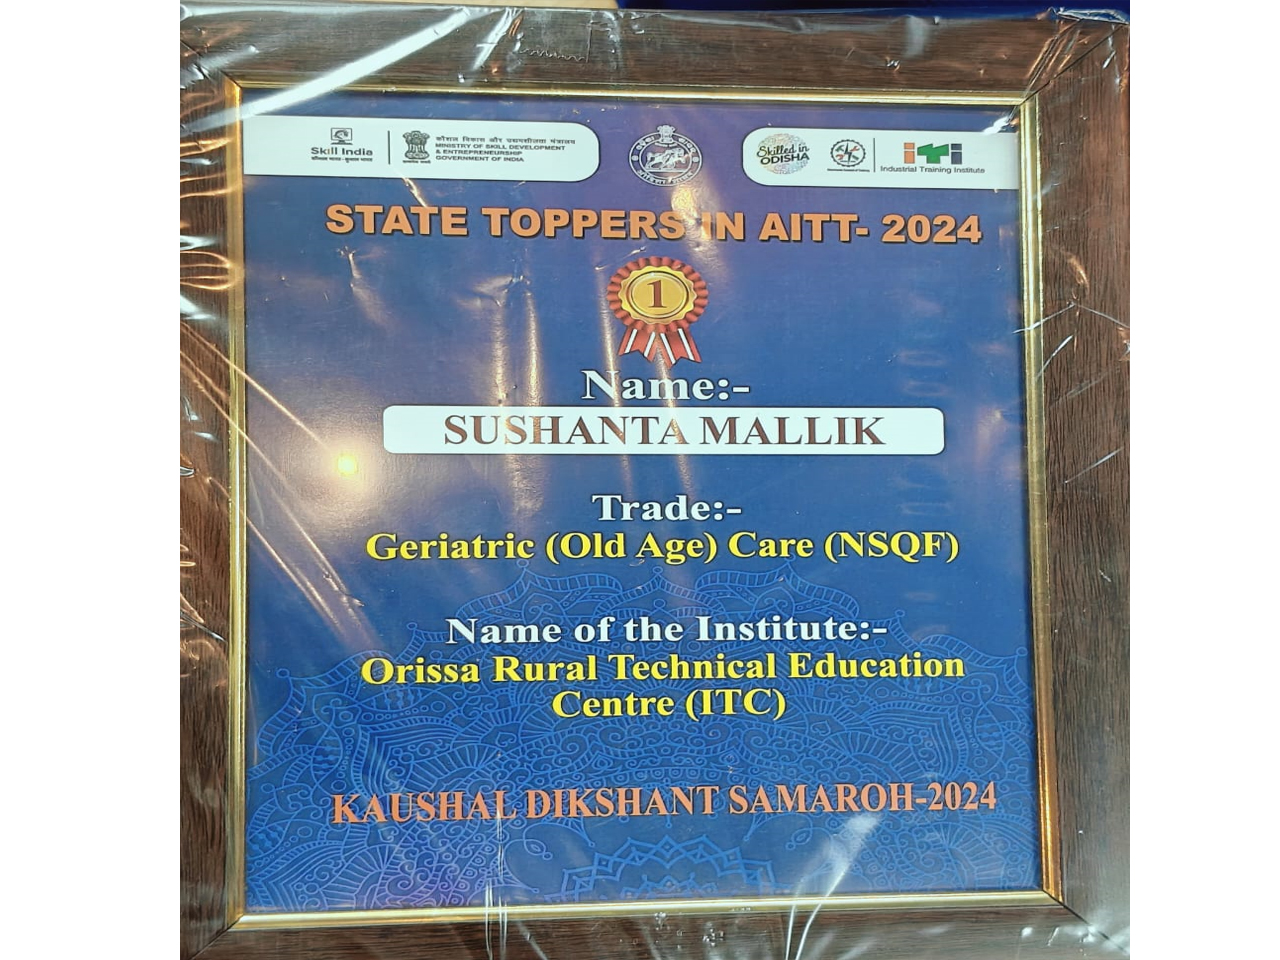 Skill India
कौशल भारत - कुशल भारत
कौशल विकास और उद्यमशीलता मंत्रालय
MINISTRY OF SKILL DEVELOPMENT
& ENTREPRENEURSHIP
GOVERNMENT OF INDIA
Skilled in
ODISHA
iTi
Industrial Training Institute
STATE TOPPERS IN AITT- 2024
1
Name:-
SUSHANTA MALLIK
Trade:-
Geriatric (Old Age) Care (NSQF)
Name of the Institute:-
Orissa Rural Technical Education
Centre (ITC)
KAUSHAL DIKSHANT SAMAROH-2024